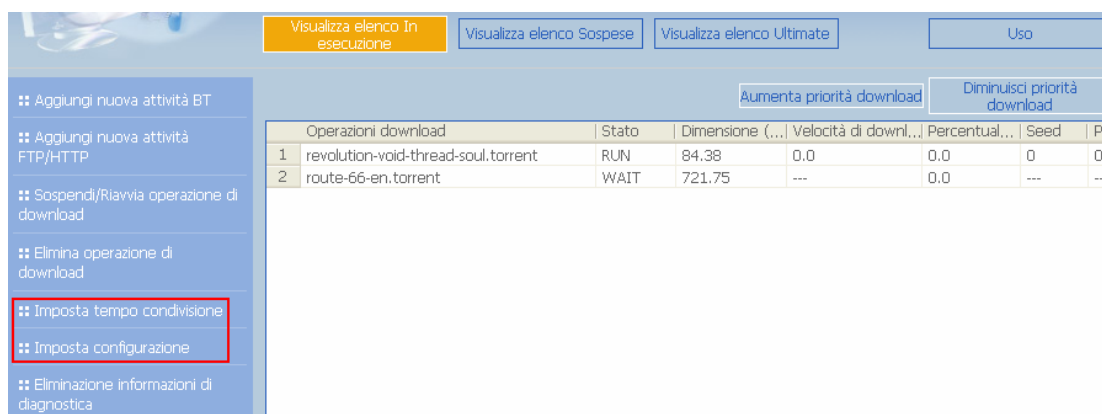 Visualizza elenco In
esecuzione
Visualizza elenco Sospese
Visualizza elenco Ultimate
Uso
Aumenta priorità download
Diminuisci priorità
download
Aggiungi nuova attività BT
Aggiungi nuova attività
FTP/HTTP
Sospendi/Riavvia operazione di
download
Elimina operazione di
download
Imposta tempo condivisione
Imposta configurazione
Eliminazione informazioni di
diagnostica
Operazioni download Stato Dimensione (... Velocità di downl... Percentual... Seed P
1 revolution-void-thread-soul.torrent RUN 84.38 0.0 0.0 0 0
2 route-66-en.torrent WAIT 721.75 --- 0.0 --- --